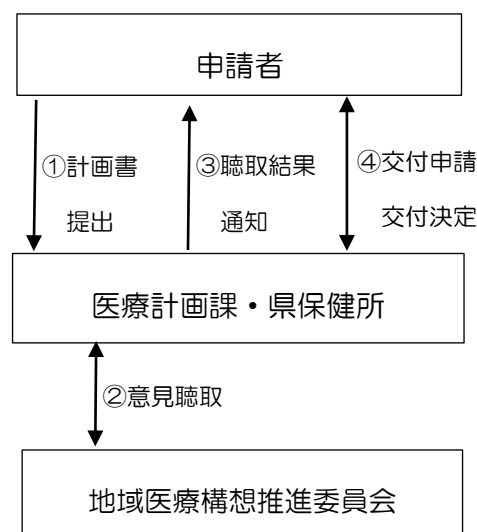 申請者
①計画書
提出
③聴取結果
通知
④交付申請
交付決定
医療計画課・県保健所
②意見聴取
地域医療構想推進委員会